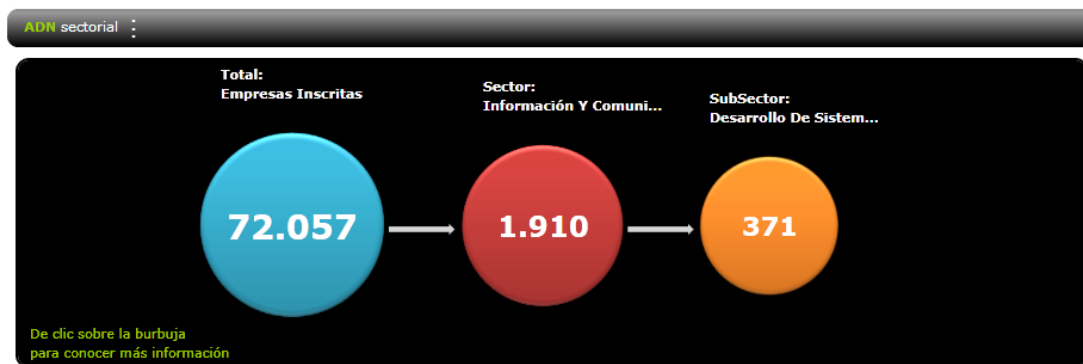 ADN sectorial
Total:
Empresas Inscritas
Sector:
Información Y Comuni...
SubSector:
Desarrollo De Sistem...
72.057
1.910
371
De clic sobre la burbuja
para conocer más información